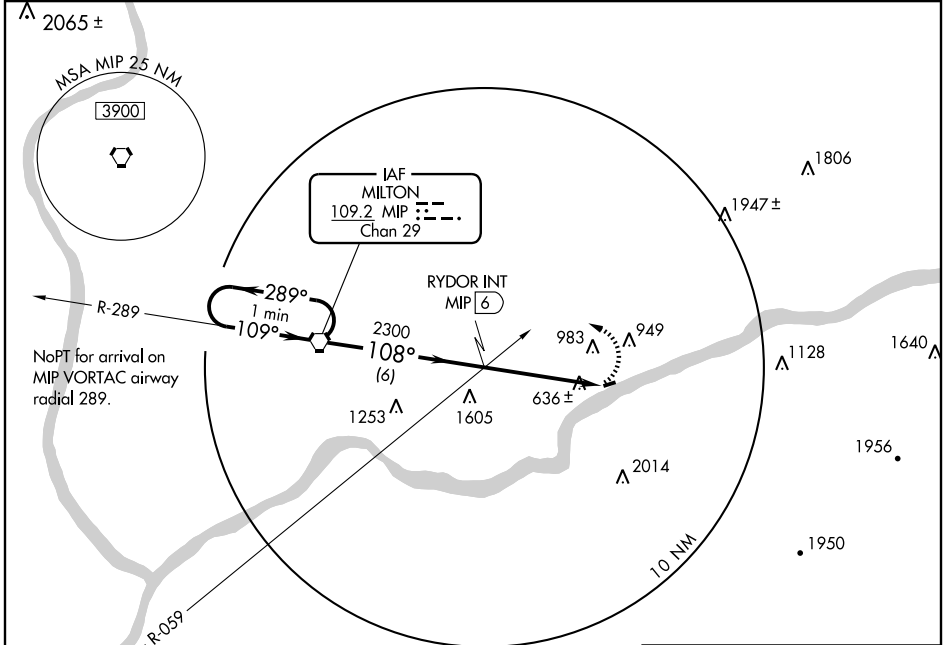 2065 ±
MSA MIP 25 NM
3900
IAF
MILTON
109.2 MIP
Chan 29
1806
1947 ±
RYDOR INT
MIP 6
R-289
289°
1 min
109°
2300
108°
(6)
983
949
1128
1640
NoPT for arrival on
MIP VORTAC airway
radial 289.
636 ±
1253
1605
1956
2014
1950
10 NM
R-059